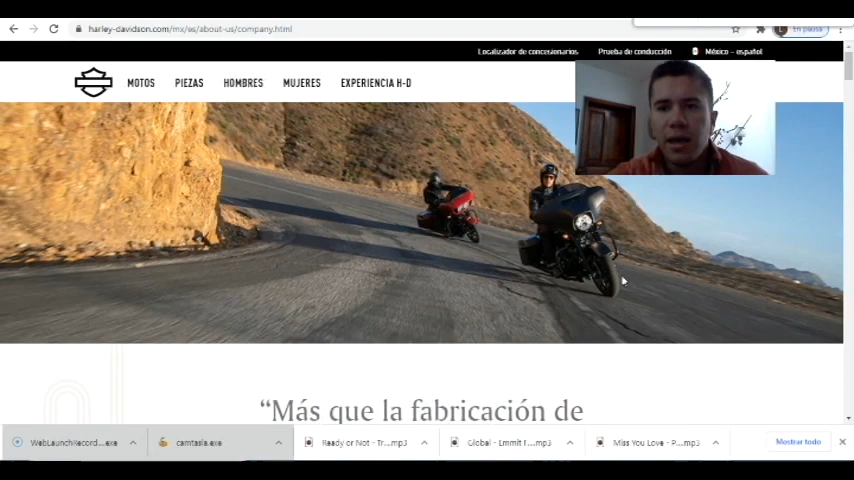 harley-davidson.com/mx/es/about-us/company.html
En pausa
Localizador de concesionarios
Prueba de conducción
México – español
MOTOS
PIEZAS
HOMBRES
MUJERES
EXPERIENCIA H-D
“Más que la fabricación de
WebLaunchRecord....exe
camtasia.exe
Ready or Not - Tr....mp3
Global - Emmit F....mp3
Miss You Love - P....mp3
Mostrar todo